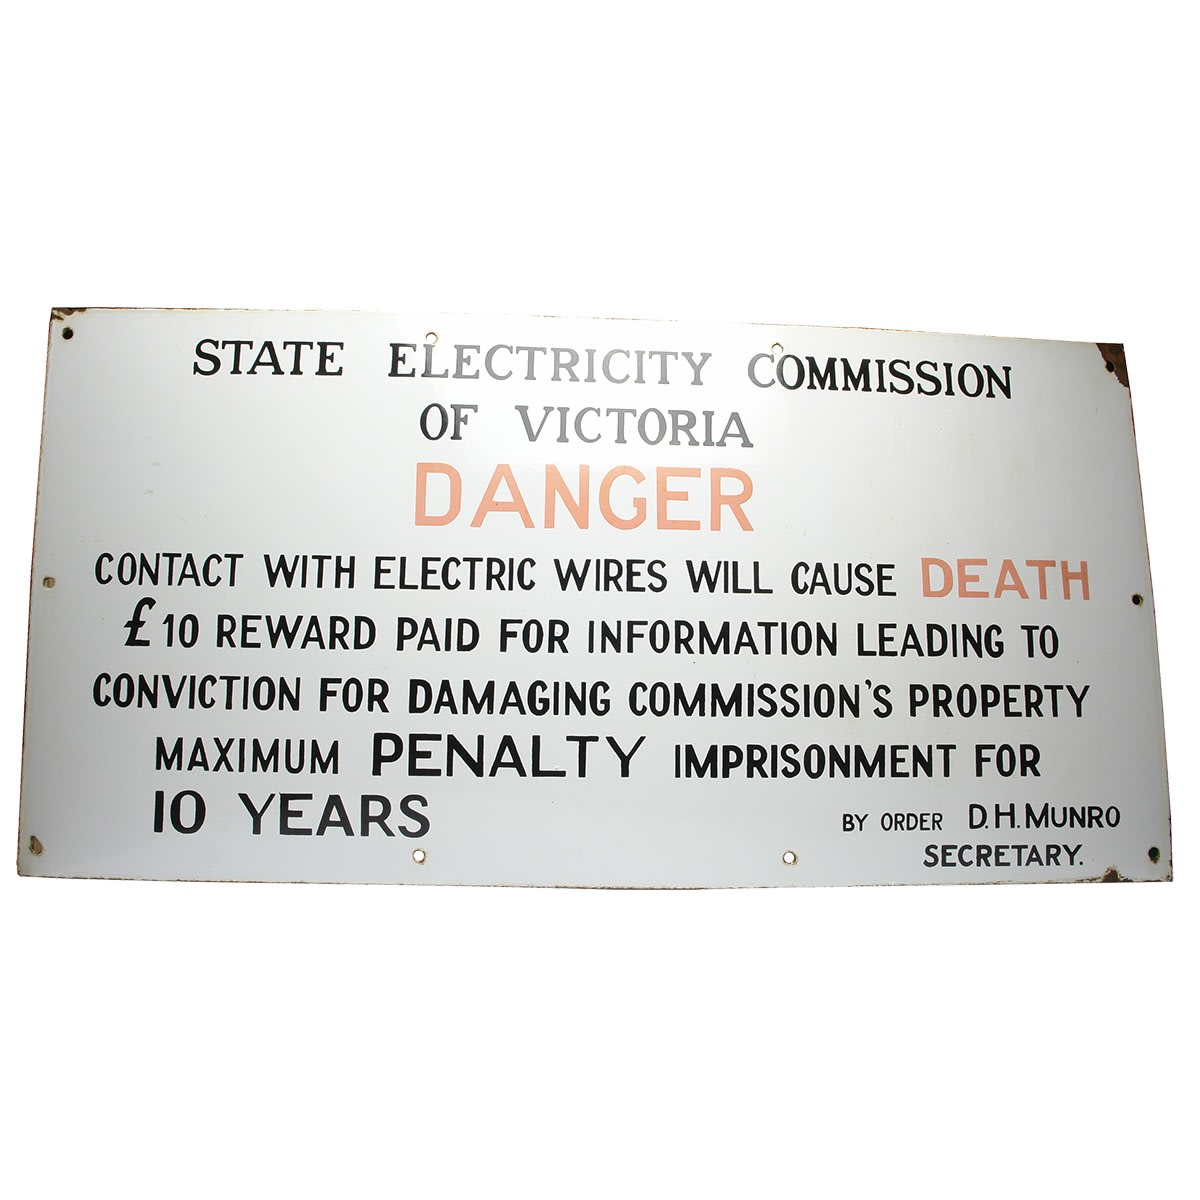 STATE ELECTRICITY COMMISSION
OF VICTORIA
DANGER
CONTACT WITH ELECTRIC WIRES WILL CAUSE DEATH
£10 REWARD PAID FOR INFORMATION LEADING TO
CONVICTION FOR DAMAGING COMMISSION'S PROPERTY
MAXIMUM PENALTY IMPRISONMENT FOR
10 YEARS
BY ORDER D.H.MUNRO
SECRETARY.